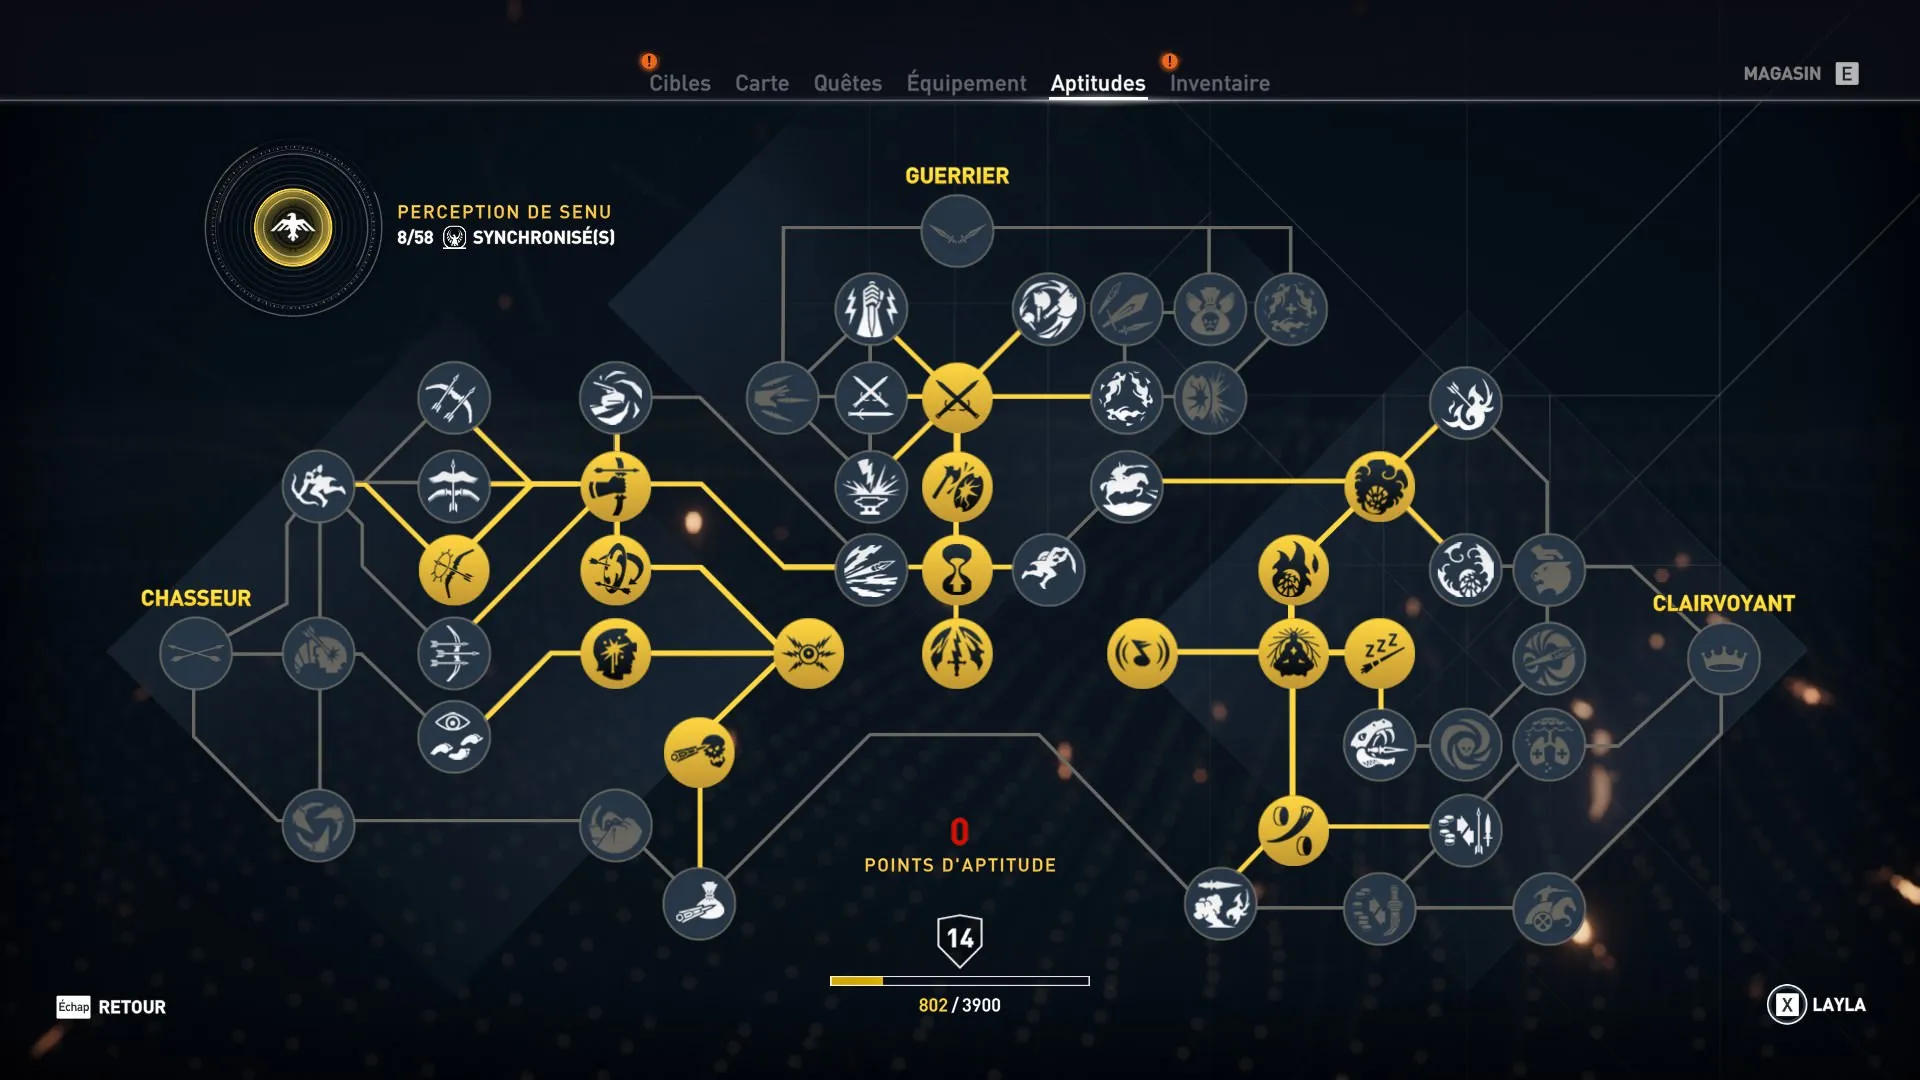 ! !
Cibles Carte Quêtes Équipement Aptitudes Inventaire
MAGASIN E
GUERRIER
PERCEPTION DE SENU
8/58 SYNCHRONISÉ(S)
CHASSEUR
CLAIRVOYANT
ZZZ
0
POINTS D'APTITUDE
14
802 / 3900
Échap RETOUR
X LAYLA